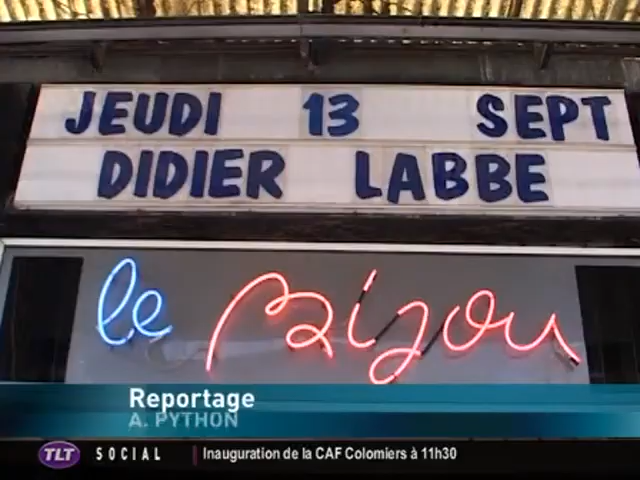 JEUDI 13 SEPT
DIDIER LABBE
le Bijou
Reportage
A. PYTHON
TLT SOCIAL Inauguration de la CAF Colomiers à 11h30